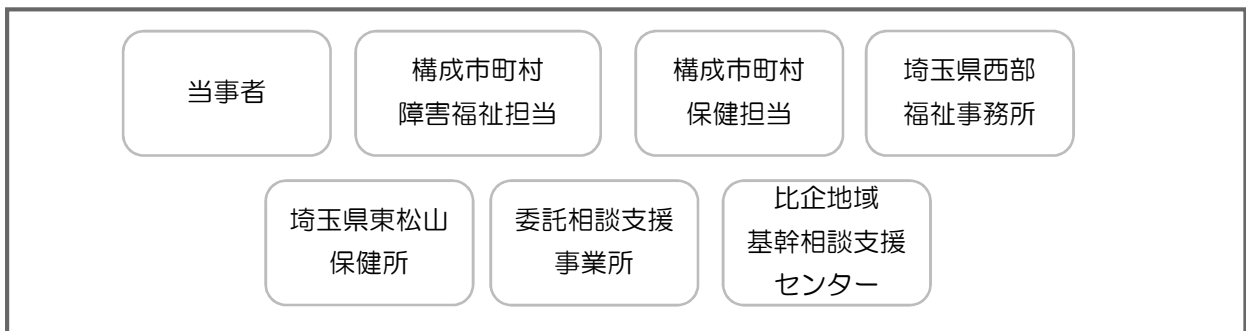 当事者
構成市町村
障害福祉担当
構成市町村
保健担当
埼玉県西部
福祉事務所
埼玉県東松山
保健所
委託相談支援
事業所
比企地域
基幹相談支援
センター